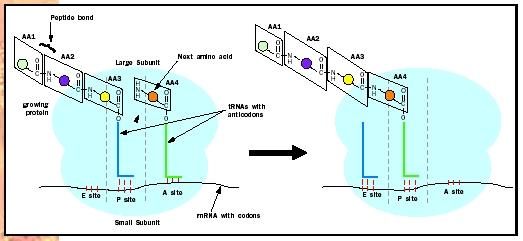 Peptide bond
AA1
AA2
AA3
AA4
Large Subunit
Next amino acid
growing
protein
tRNAs with
anticodons
E site
P site
A site
Small Subunit
mRNA with codons
C
O
N
H
C
O
N
H
C
O
O
N
H
C
O
O
AA1
AA2
AA3
AA4
C
O
N
H
C
O
N
H
C
O
N
H
C
O
O
E site
P site
A site